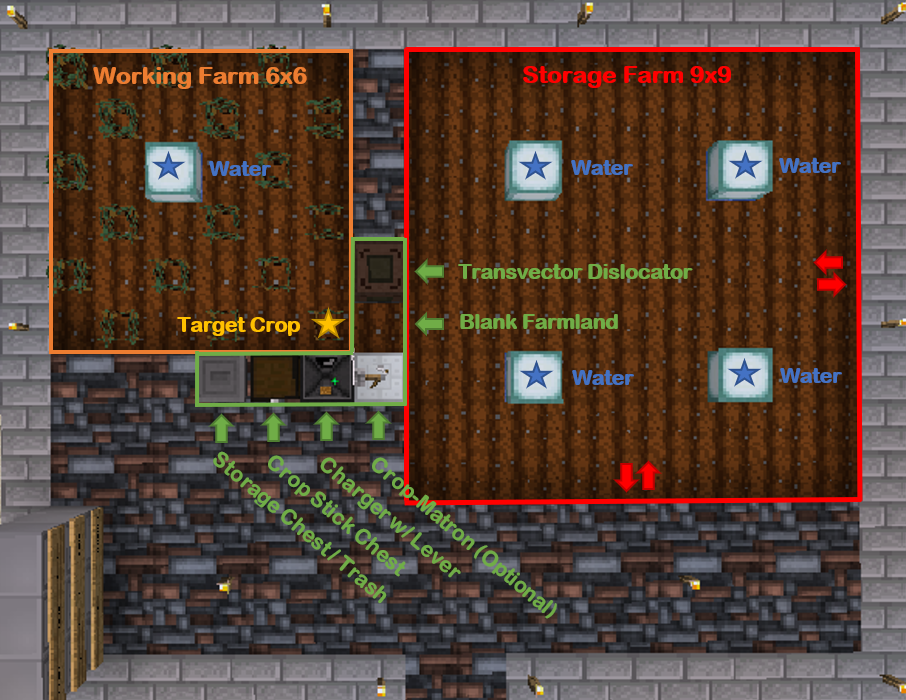 Working Farm 6x6
Storage Farm 9x9
Water
Water
Water
Transvector Dislocator
Target Crop
Blank Farmland
Water
Water
Storage Chest / Trash
Crop Stick Chest
Charger w/ Lever
Crop-Matron (Optional)